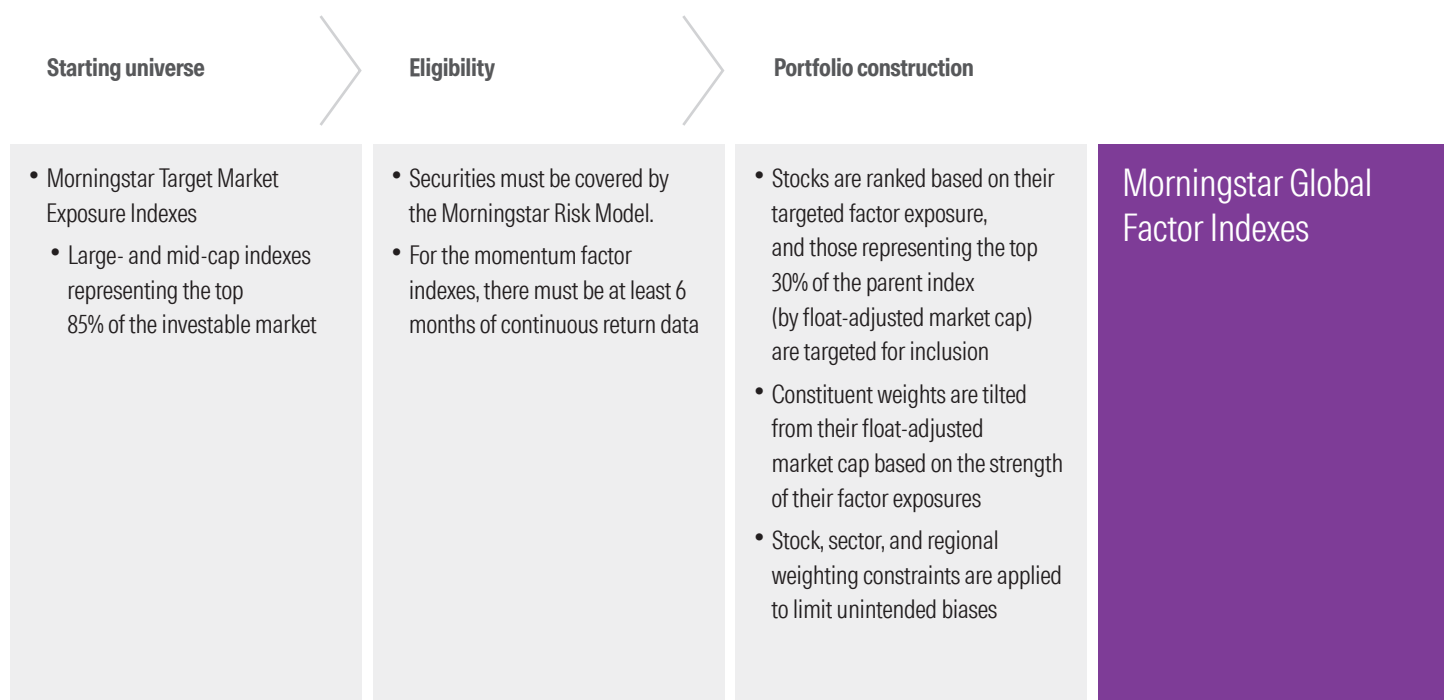 Starting universe
Eligibility
Portfolio construction
• Morningstar Target Market
Exposure Indexes
• Large- and mid-cap indexes
representing the top
85% of the investable market
• Securities must be covered by
the Morningstar Risk Model.
• For the momentum factor
indexes, there must be at least 6
months of continuous return data
• Stocks are ranked based on their
targeted factor exposure,
and those representing the top
30% of the parent index
(by float-adjusted market cap)
are targeted for inclusion
• Constituent weights are tilted
from their float-adjusted
market cap based on the strength
of their factor exposures
• Stock, sector, and regional
weighting constraints are applied
to limit unintended biases
Morningstar Global
Factor Indexes